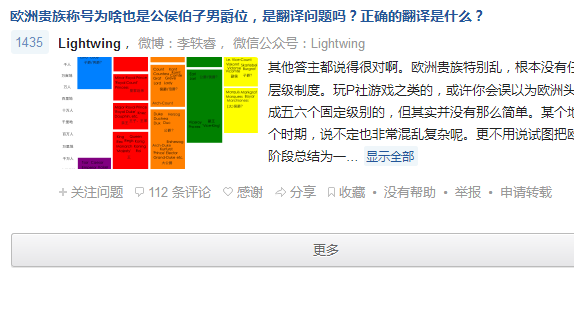 欧洲贵族称号为啥也是公侯伯子男爵位，是翻译问题吗？正确的翻译是什么？
1435 Lightwing， 微博：李轶睿，微信公众号：Lightwing
其他答主都说得很对啊。欧洲贵族特别乱，根本没有任
层级制度。玩P社游戏之类的，或许你会误以为欧洲头
成五六个固定级别的，但其实并没有那么简单。某个地
个时期，说不定也非常混乱复杂呢。更不用说试图把欧
阶段总结为一… 显示全部
关注问题 112 条评论 感谢 分享 收藏 • 没有帮助 • 举报 • 申请转载
更多